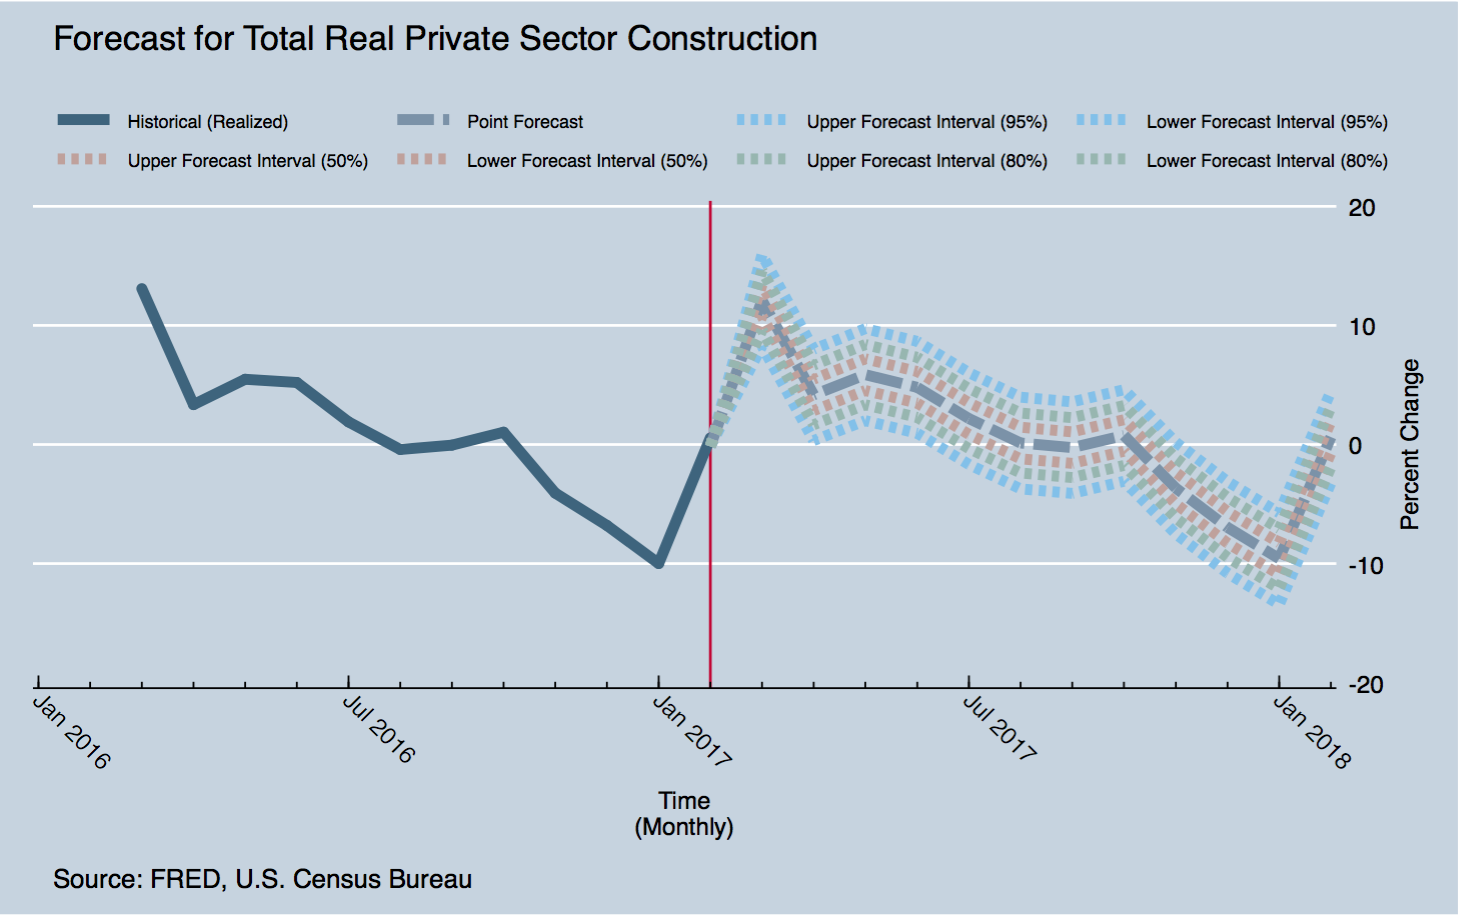 Forecast for Total Real Private Sector Construction
Historical (Realized)
Point Forecast
Upper Forecast Interval (95%)
Lower Forecast Interval (95%)
Upper Forecast Interval (50%)
Lower Forecast Interval (50%)
Upper Forecast Interval (80%)
Lower Forecast Interval (80%)
20
10
0
-10
-20
Percent Change
Jan 2016
Jul 2016
Jan 2017
Jul 2017
Jan 2018
Time
(Monthly)
Source: FRED, U.S. Census Bureau